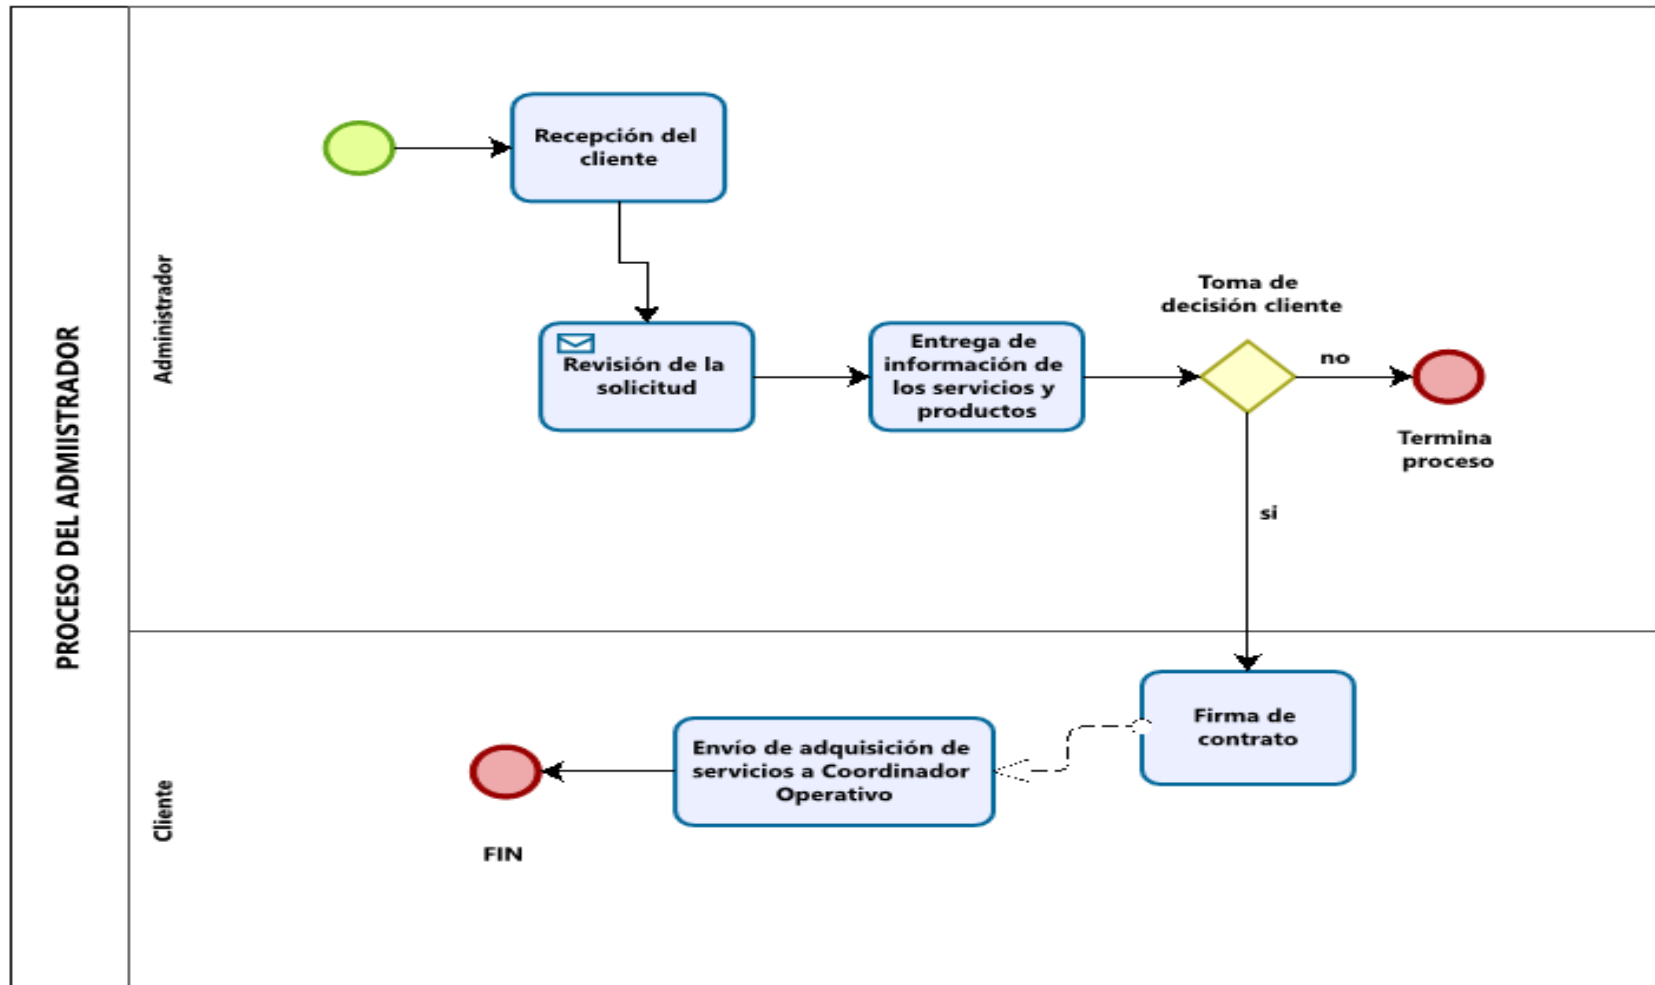 PROCESO DEL ADMIISTRADOR
Administrador
Recepción del
cliente
Revisión de la
solicitud
Entrega de
información de
los servicios y
productos
Toma de
decisión cliente
no
Termina
proceso
si
Cliente
Firma de
contrato
Envío de adquisición de
servicios a Coordinador
Operativo
FIN